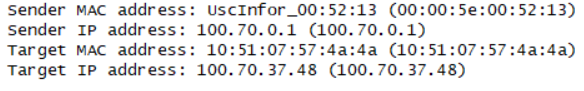 Sender MAC address: UscInfor_00:52:13 (00:00:5e:00:52:13)
Sender IP address: 100.70.0.1 (100.70.0.1)
Target MAC address: 10:51:07:57:4a:4a (10:51:07:57:4a:4a)
Target IP address: 100.70.37.48 (100.70.37.48)